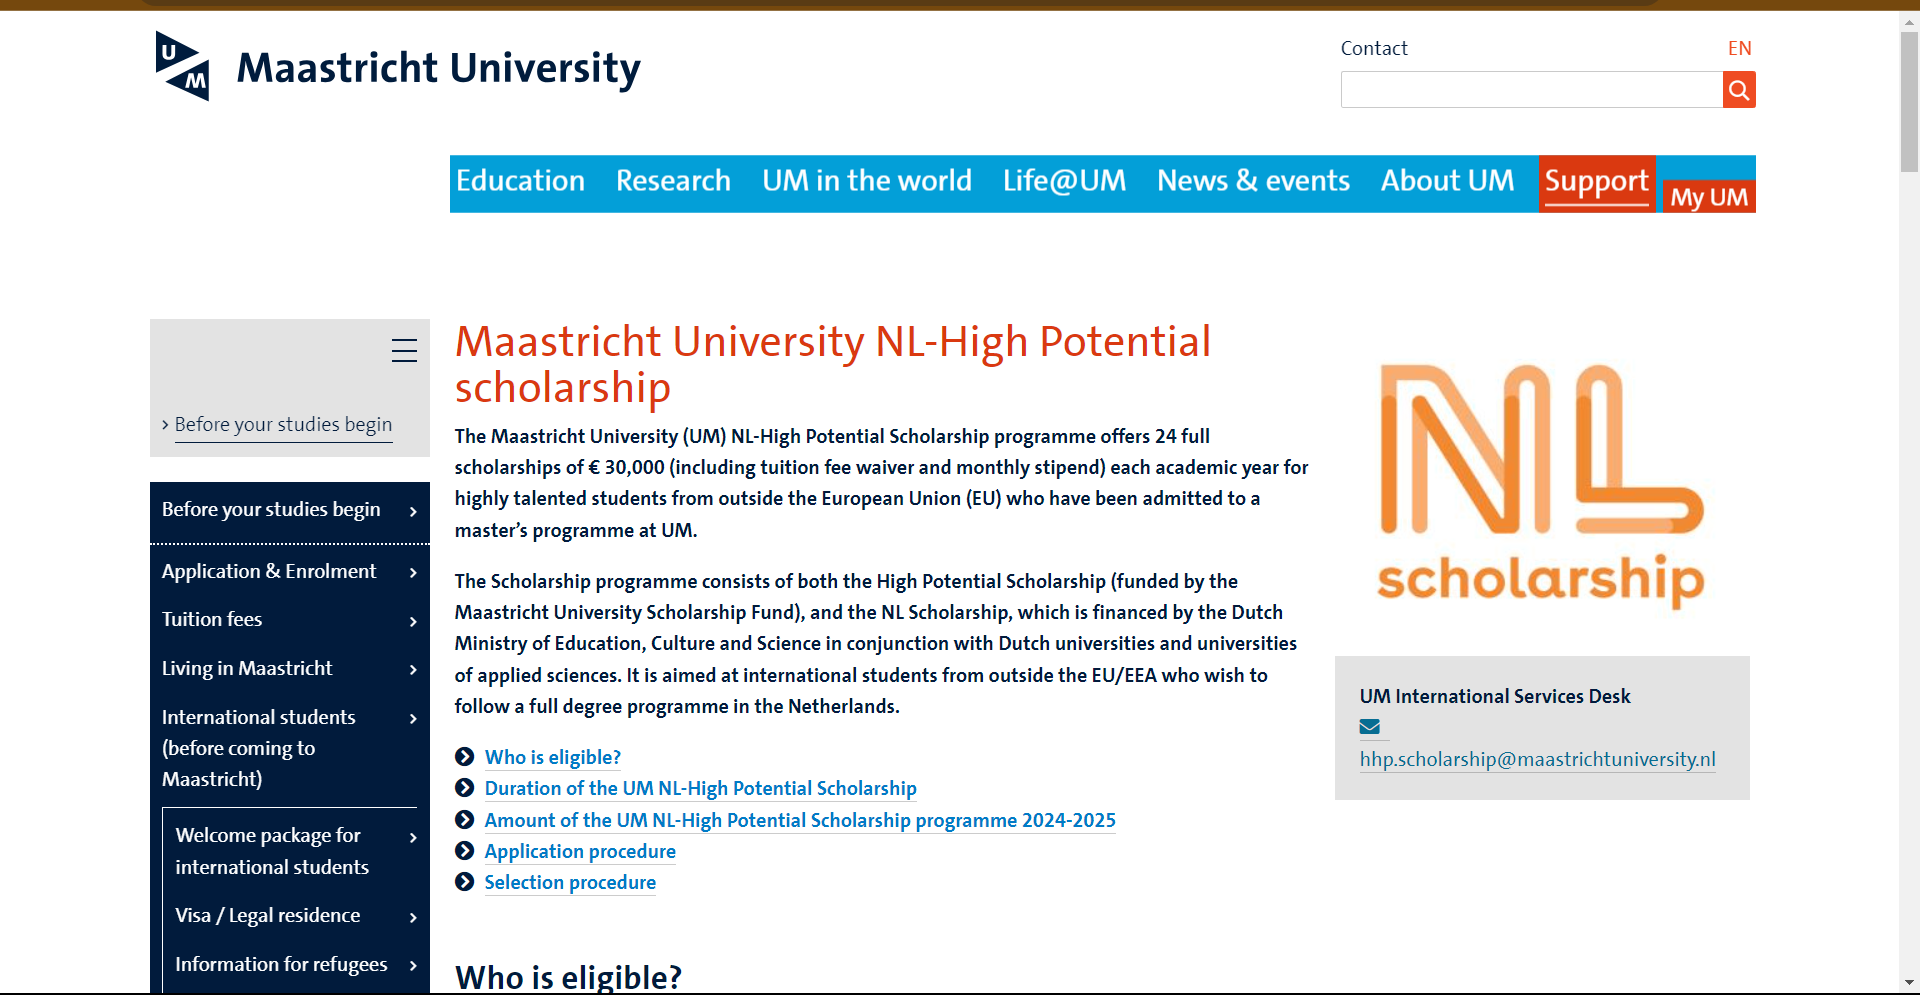 U
M
Maastricht University
Contact
EN
Education
Research
UM in the world
Life@UM
News & events
About UM
Support
My UM
> Before your studies begin
Before your studies begin
Application & Enrolment
Tuition fees
Living in Maastricht
International students
(before coming to
Maastricht)
Welcome package for
international students
Visa / Legal residence
Information for refugees
Maastricht University NL-High Potential
scholarship
The Maastricht University (UM) NL-High Potential Scholarship programme offers 24 full
scholarships of € 30,000 (including tuition fee waiver and monthly stipend) each academic year for
highly talented students from outside the European Union (EU) who have been admitted to a
master’s programme at UM.
The Scholarship programme consists of both the High Potential Scholarship (funded by the
Maastricht University Scholarship Fund), and the NL Scholarship, which is financed by the Dutch
Ministry of Education, Culture and Science in conjunction with Dutch universities and universities
of applied sciences. It is aimed at international students from outside the EU/EEA who wish to
follow a full degree programme in the Netherlands.
Who is eligible?
Duration of the UM NL-High Potential Scholarship
Amount of the UM NL-High Potential Scholarship programme 2024-2025
Application procedure
Selection procedure
Who is eligible?
NL
scholarship
UM International Services Desk
hhp.scholarship@maastrichtuniversity.nl